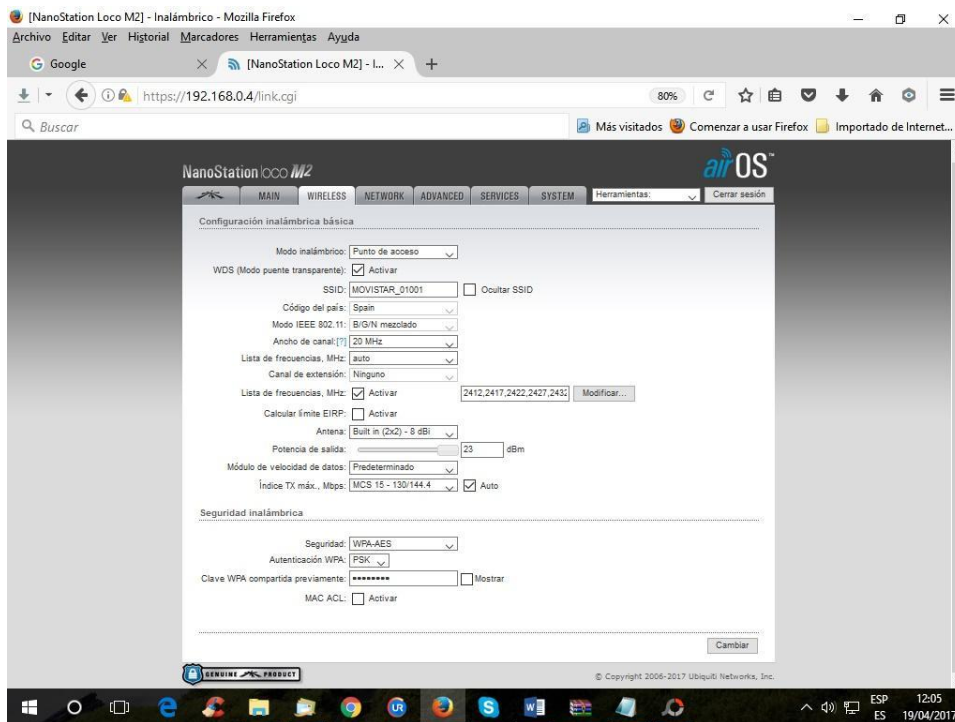 [NanoStation Loco M2] - Inalámbrico - Mozilla Firefox
Archivo Editar Ver Historial Marcadores Herramientas Ayuda
Google
[NanoStation Loco M2] - I...
https://192.168.0.4/link.cgi
80%
Buscar
Más visitados Comenzar a usar Firefox Importado de Internet...
NanoStation loco M2
airOS™
MAIN WIRELESS NETWORK ADVANCED SERVICES SYSTEM Herramientas: Cerrar sesión
Configuración inalámbrica básica
Modo inalámbrico: Punto de acceso
WDS (Modo puente transparente): Activar
SSID: MOVISTAR_01001 Ocultar SSID
Código del país: Spain
Modo IEEE 802.11: B/G/N mezolado
Ancho de canal:[?] 20 MHz
Lista de frecuencias, MHz: auto
Canal de extensión: Ninguno
Lista de frecuencias, MHz: Activar 2412,2417,2422,2427,2432 Modificar...
Calcular límite EIRP: Activar
Antena: Built in (2x2) - 8 dBi
Potencia de salida: 23 dBm
Módulo de velocidad de datos: Predeterminado
Índice TX máx., Mbps: MCS 15 - 130/144.4 Auto
Seguridad inalámbrica
Seguridad: WPA-AES
Autenticación WPA: PSK
Clave WPA compartida previamente: •••••••• Mostrar
MAC ACL: Activar
Cambiar
GENUINE PRODUCT
© Copyright 2006-2017 Ubiquiti Networks, Inc.
UR
ESP
ES
12:05
19/04/2017